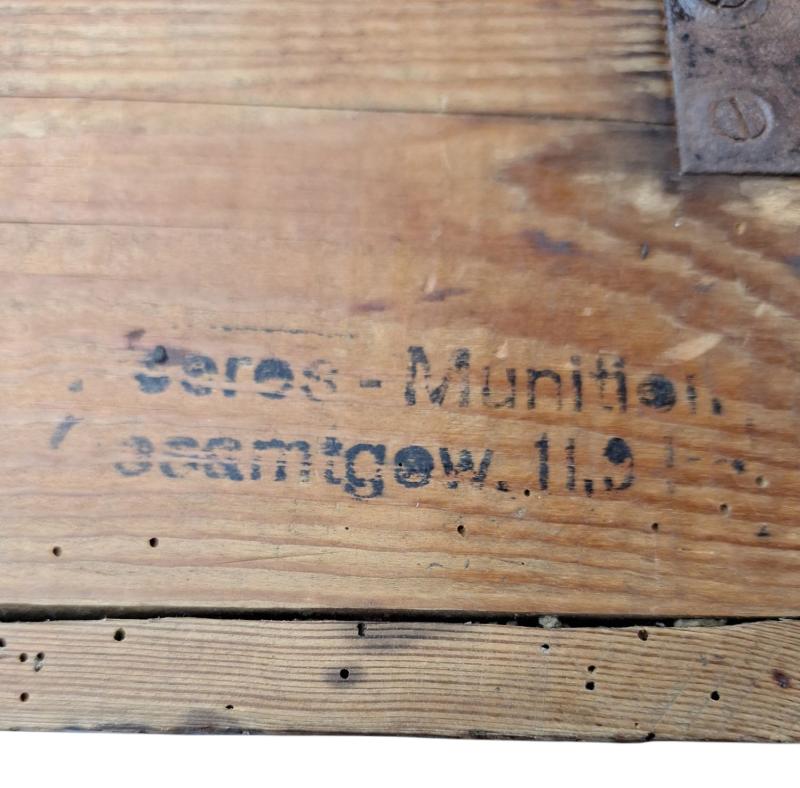 Heeres - Munition
Gesamtgew. 11,9